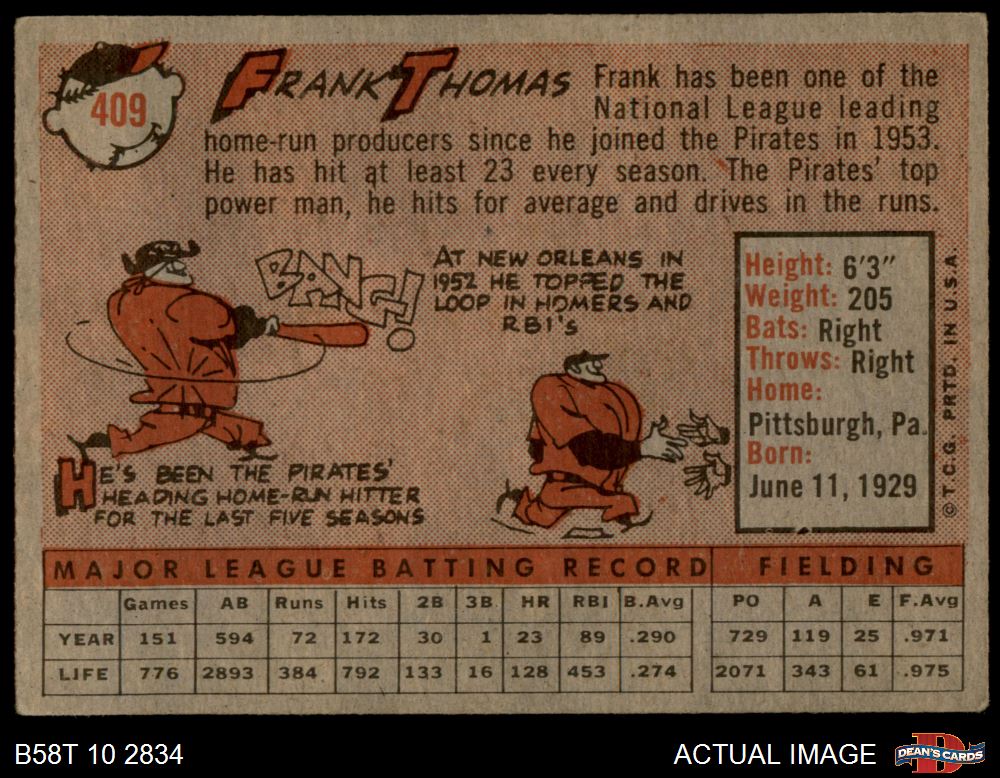 409
FRANK THOMAS
Frank has been one of the
National League leading
home-run producers since he joined the Pirates in 1953.
He has hit at least 23 every season. The Pirates' top
power man, he hits for average and drives in the runs.
BANG!
AT NEW ORLEANS IN
1952 HE TOPPED THE
LOOP IN HOMERS AND
RBI'S
HE'S BEEN THE PIRATES'
HEADING HOME-RUN HITTER
FOR THE LAST FIVE SEASONS
Height: 6'3"
Weight: 205
Bats: Right
Throws: Right
Home:
Pittsburgh, Pa.
Born:
June 11, 1929
© T.C.G. PRTD. IN U.S.A.
MAJOR LEAGUE BATTING RECORD FIELDING
Games AB Runs Hits 2B 3B HR RBI B.Avg PO A E F.Avg
YEAR 151 594 72 172 30 1 23 89 .290 729 119 25 .971
LIFE 776 2893 384 792 133 16 128 453 .274 2071 343 61 .975
B58T 10 2834
ACTUAL IMAGE
DEAN'S CARDS